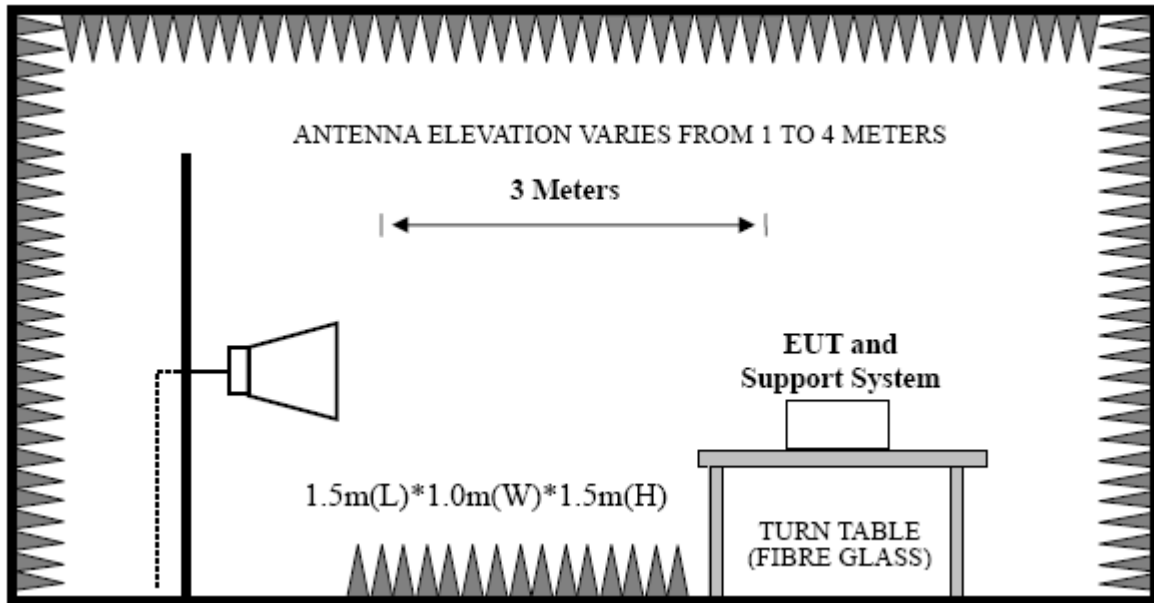 ANTENNA ELEVATION VARIES FROM 1 TO 4 METERS
3 Meters
EUT and
Support System
1.5m(L)*1.0m(W)*1.5m(H)
TURN TABLE
(FIBRE GLASS)